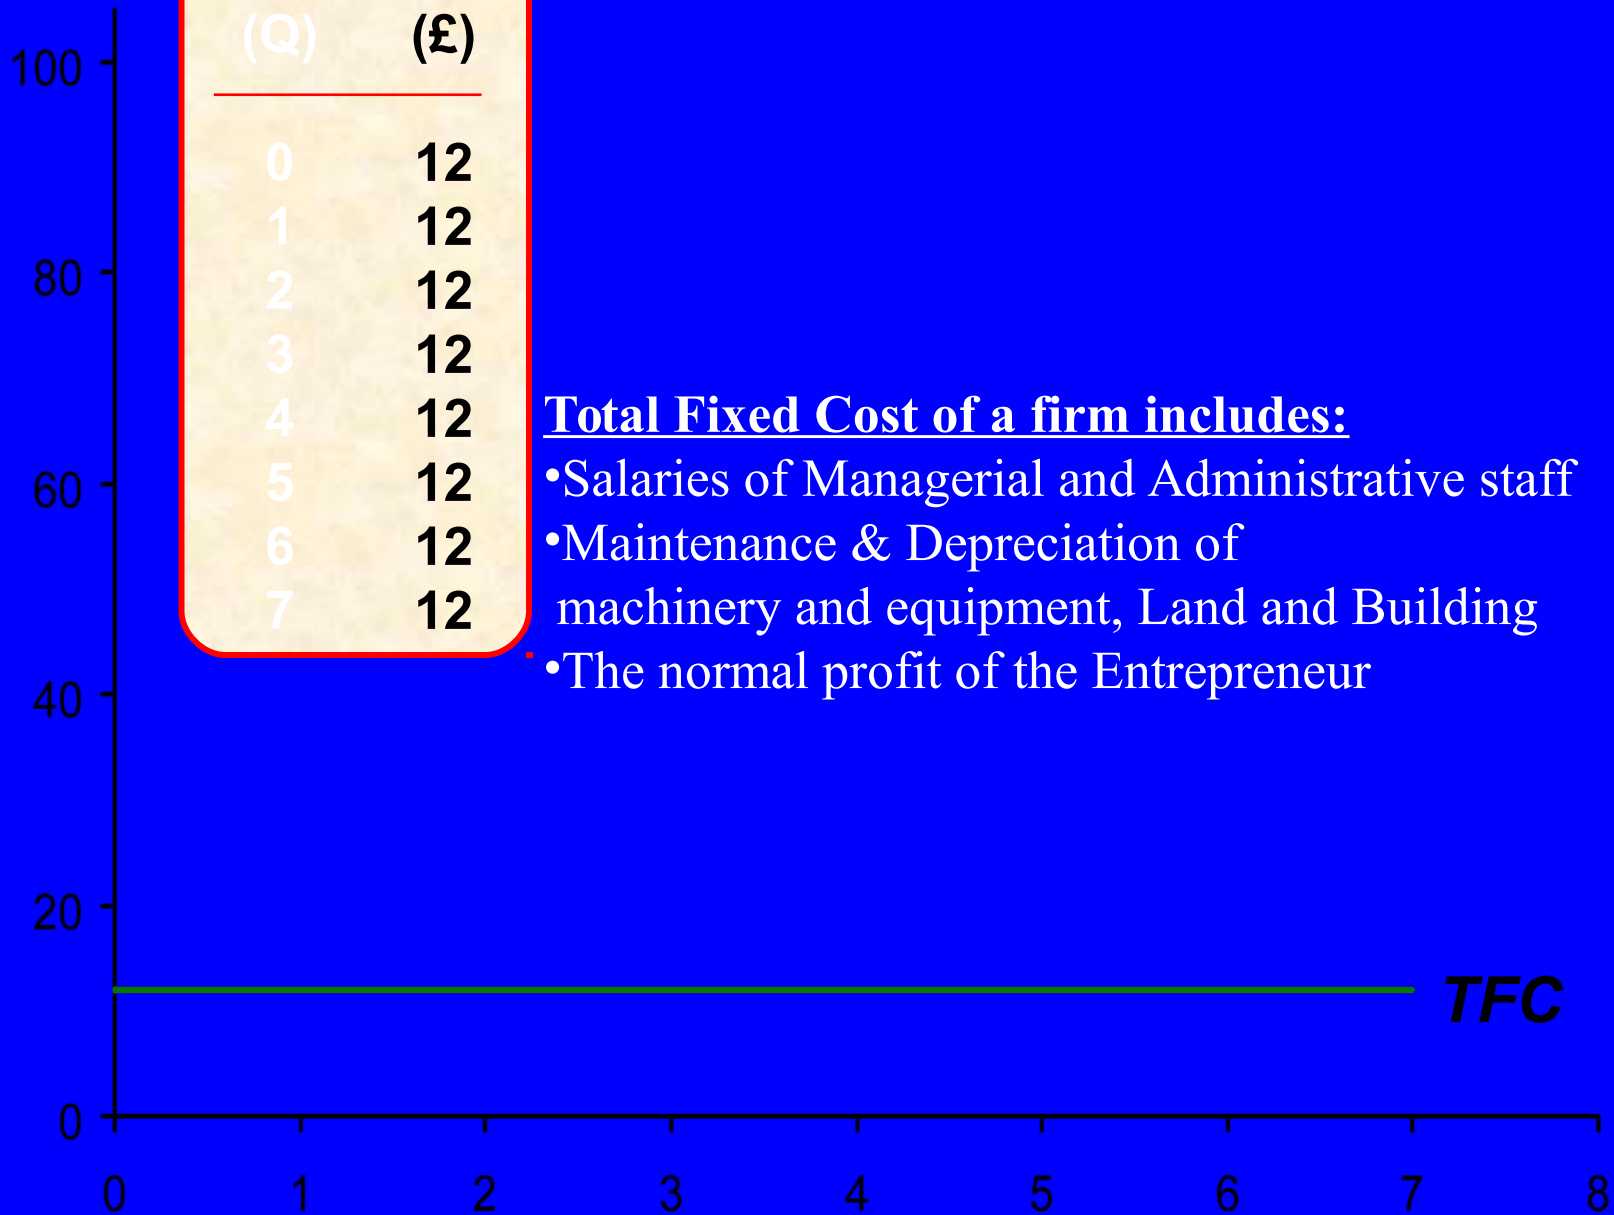 (Q) (£)
0 12
1 12
2 12
3 12
4 12
5 12
6 12
7 12
Total Fixed Cost of a firm includes:
•Salaries of Managerial and Administrative staff
•Maintenance & Depreciation of
machinery and equipment, Land and Building
•The normal profit of the Entrepreneur
100
80
60
40
20
0
TFC
0 1 2 3 4 5 6 7 8